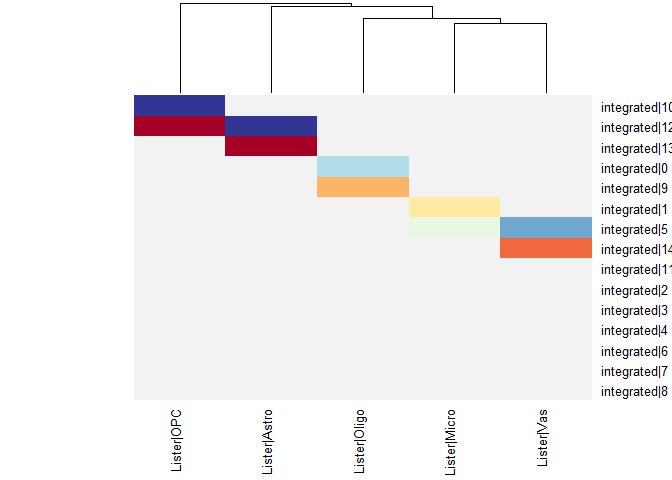 integrated|10
integrated|12
integrated|13
integrated|0
integrated|9
integrated|1
integrated|5
integrated|14
integrated|11
integrated|2
integrated|3
integrated|4
integrated|6
integrated|7
integrated|8
Lister|OPC
Lister|Astro
Lister|Oligo
Lister|Micro
Lister|Vas